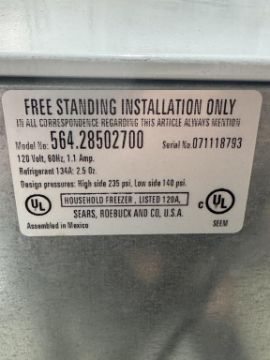 FREE STANDING INSTALLATION ONLY
IN ALL CORRESPONDENCE REGARDING THIS ARTICLE ALWAYS MENTION
Model No: 564.28502700 Serial No. 071118793
120 Volt, 60Hz, 1.1 Amp.
Refrigerant 134A: 2.5 Oz.
Design pressures: High side 235 psi, Low side 140 psi.
UL HOUSEHOLD FREEZER, LISTED 120A, C UL
SEARS, ROEBUCK AND CO, U.S.A.
Assembled in Mexico SEEM